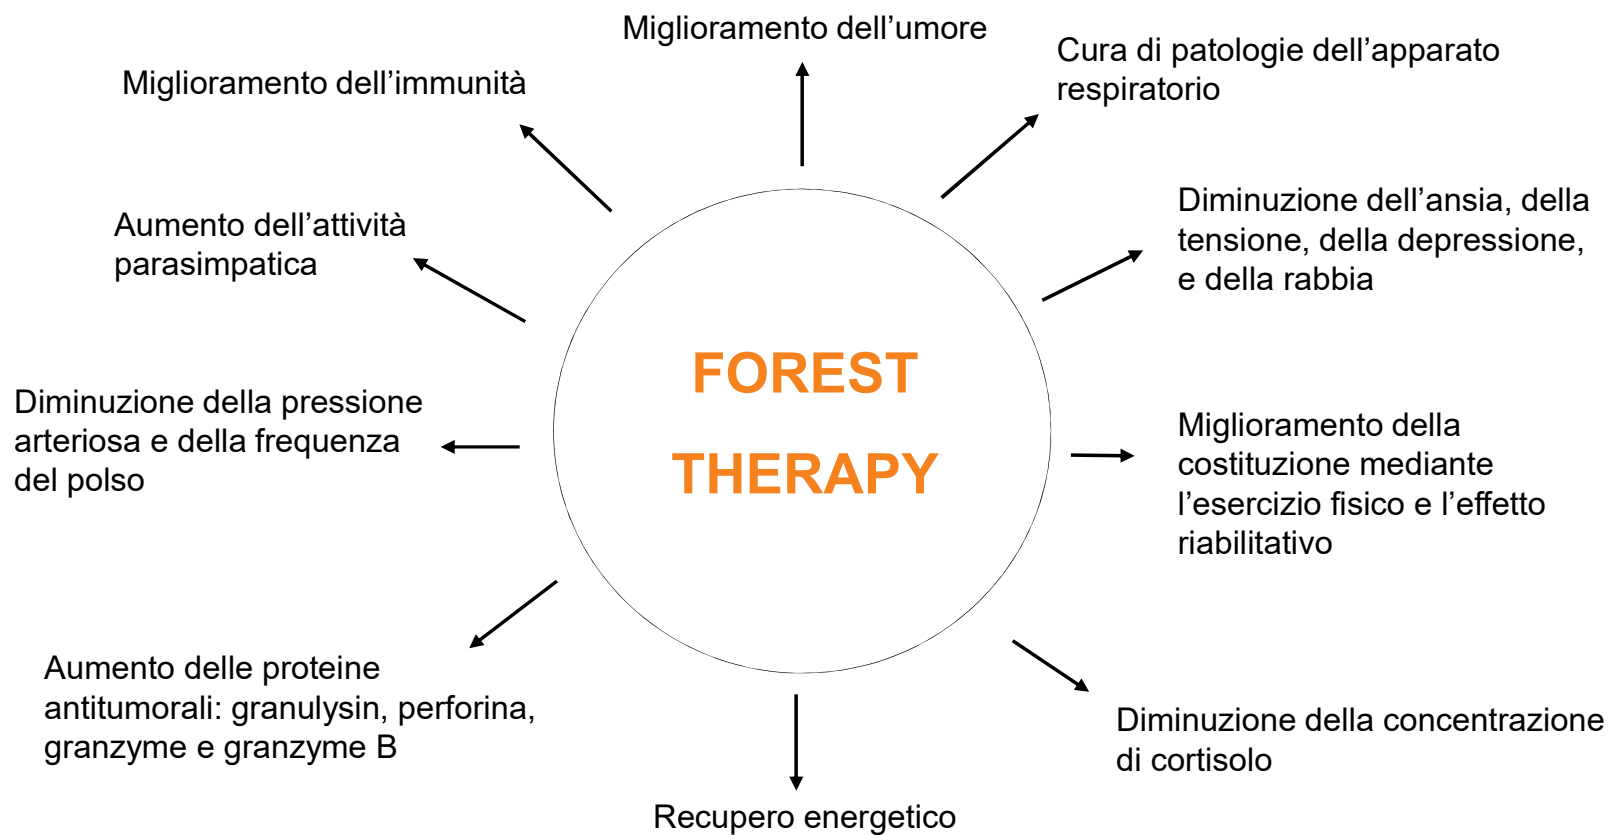 Miglioramento dell’umore
Cura di patologie dell’apparato
respiratorio
Miglioramento dell’immunità
Diminuzione dell’ansia, della
tensione, della depressione,
e della rabbia
Aumento dell’attività
parasimpatica
FOREST
THERAPY
Diminuzione della pressione
arteriosa e della frequenza
del polso
Miglioramento della
costituzione mediante
l’esercizio fisico e l’effetto
riabilitativo
Aumento delle proteine
antitumorali: granulysin, perforina,
granzyme e granzyme B
Diminuzione della concentrazione
di cortisolo
Recupero energetico